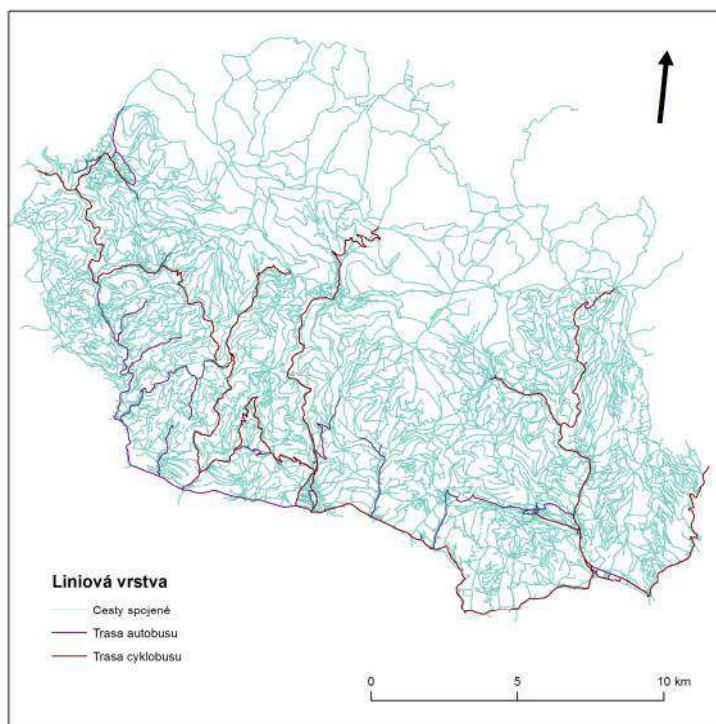 Liniová vrstva
Cesty spojené
Trasa autobusu
Trasa cyklobusu
0 5 10 km